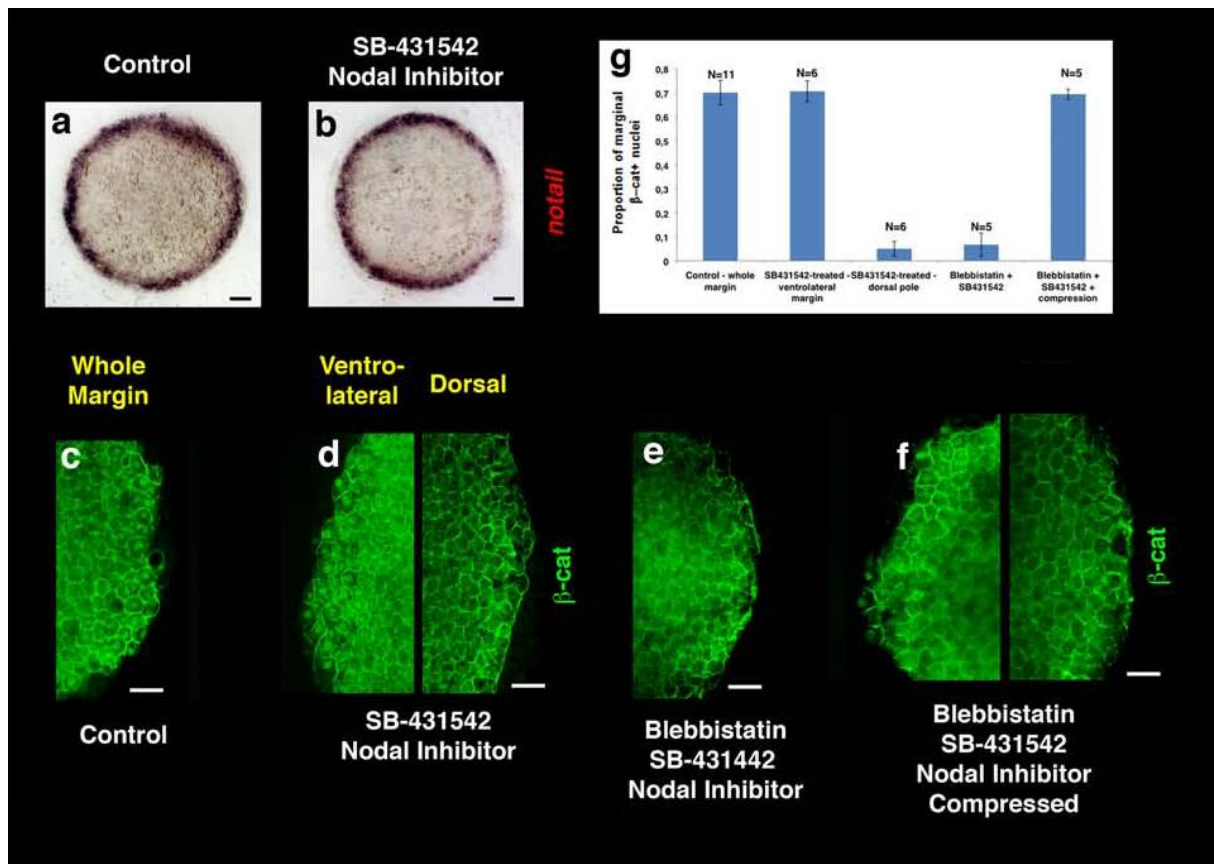 Control
SB-431542
Nodal Inhibitor
a
b
notail
g
Proportion of marginal
β-cat+ nuclei
0,8
0,7
0,6
0,5
0,4
0,3
0,2
0,1
0
N=11
N=6
N=6
N=5
N=5
Control - whole
margin
SB431542-treated -
ventrolateral
margin
SB431542-treated -
dorsal pole
Blebbistatin +
SB431542
Blebbistatin +
SB431542 +
compression
Whole
Margin
Ventro-
lateral
Dorsal
c
d
β-cat
e
f
β-cat
Control
SB-431542
Nodal Inhibitor
Blebbistatin
SB-431442
Nodal Inhibitor
Blebbistatin
SB-431542
Nodal Inhibitor
Compressed